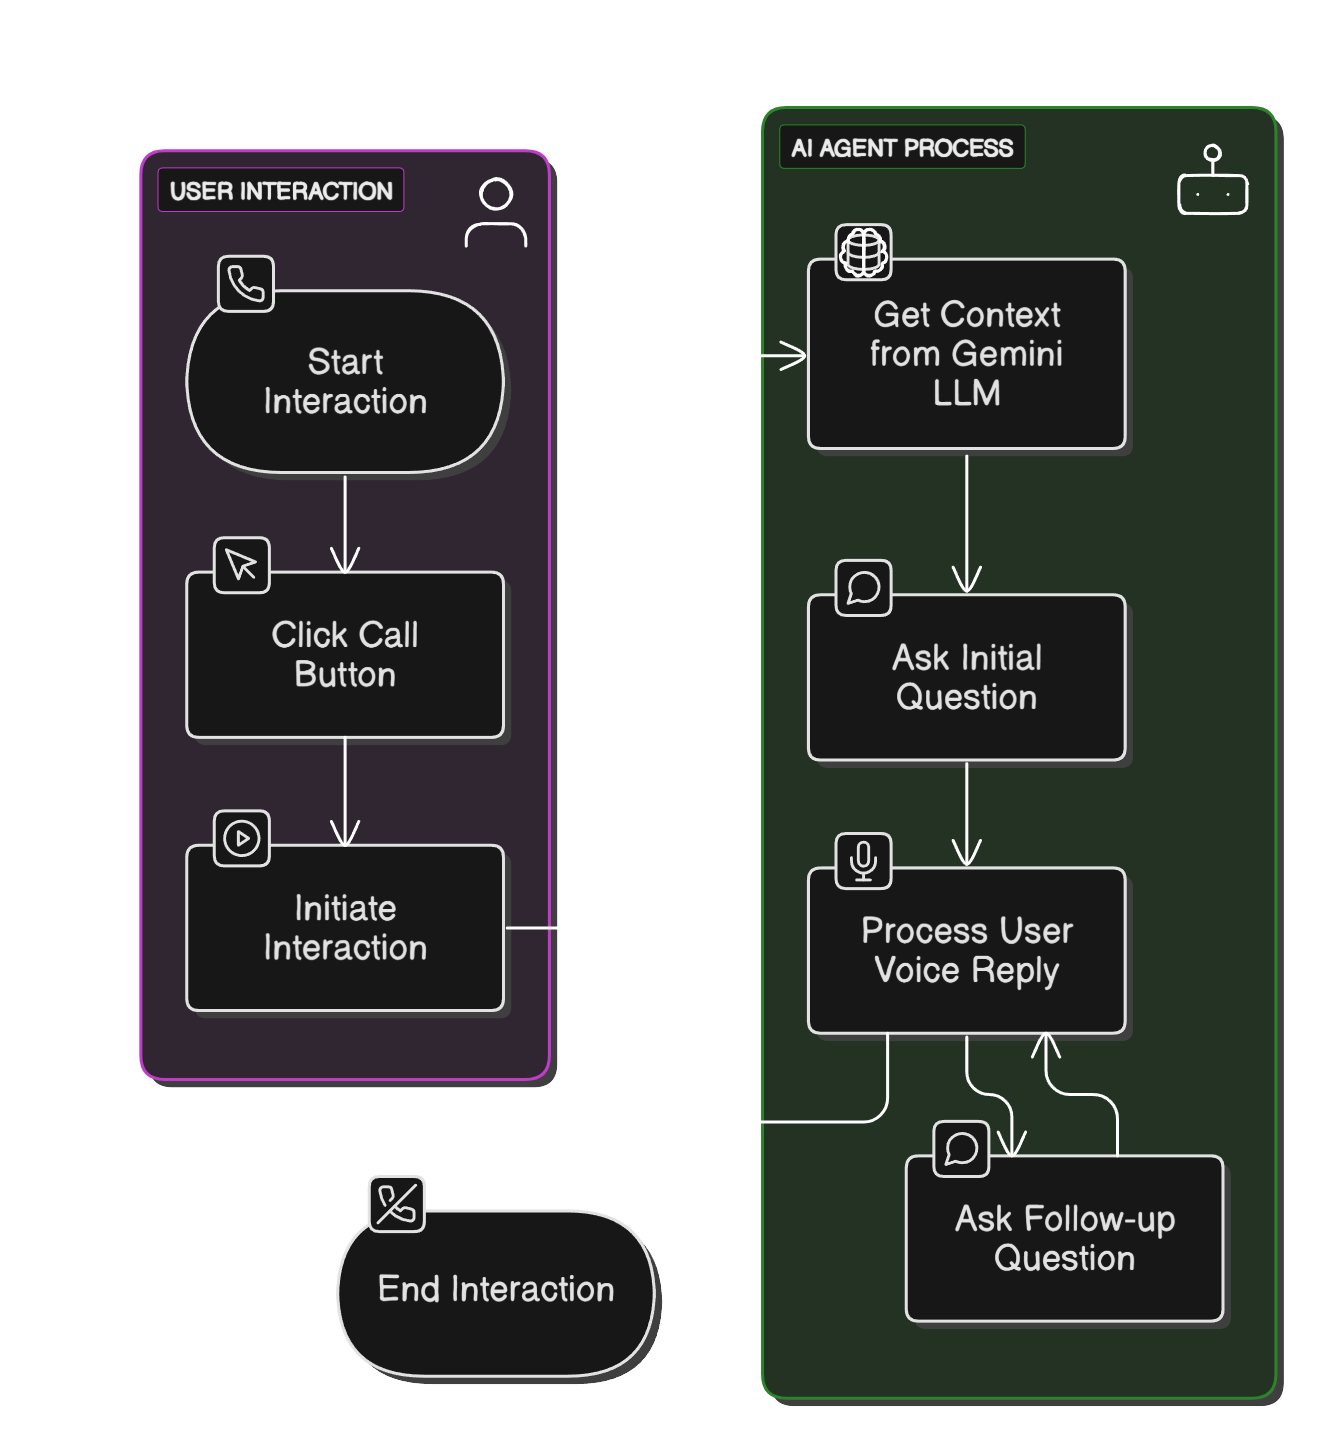 USER INTERACTION
Start
Interaction
Click Call
Button
Initiate
Interaction
End Interaction
AI AGENT PROCESS
Get Context
from Gemini
LLM
Ask Initial
Question
Process User
Voice Reply
Ask Follow-up
Question